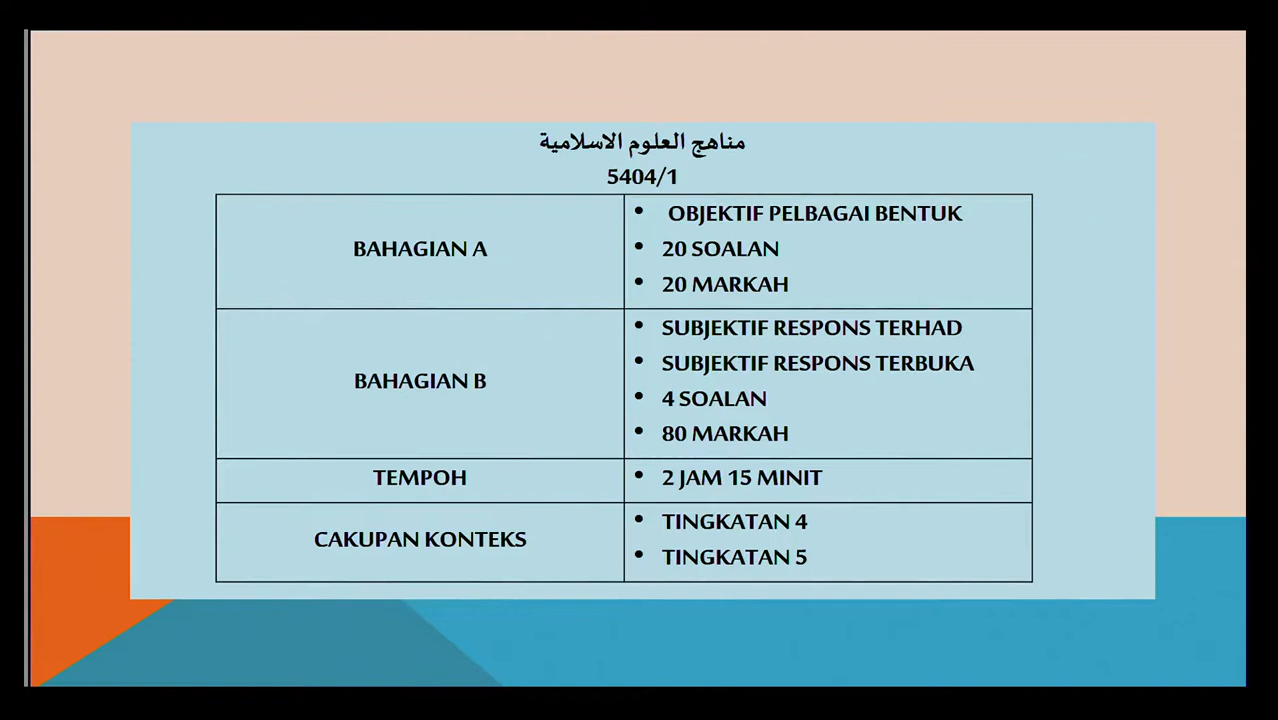 مناهج العلوم الاسلامية
5404/1
BAHAGIAN A
• OBJEKTIF PELBAGAI BENTUK
• 20 SOALAN
• 20 MARKAH
BAHAGIAN B
• SUBJEKTIF RESPONS TERHAD
• SUBJEKTIF RESPONS TERBUKA
• 4 SOALAN
• 80 MARKAH
TEMPOH
• 2 JAM 15 MINIT
CAKUPAN KONTEKS
• TINGKATAN 4
• TINGKATAN 5